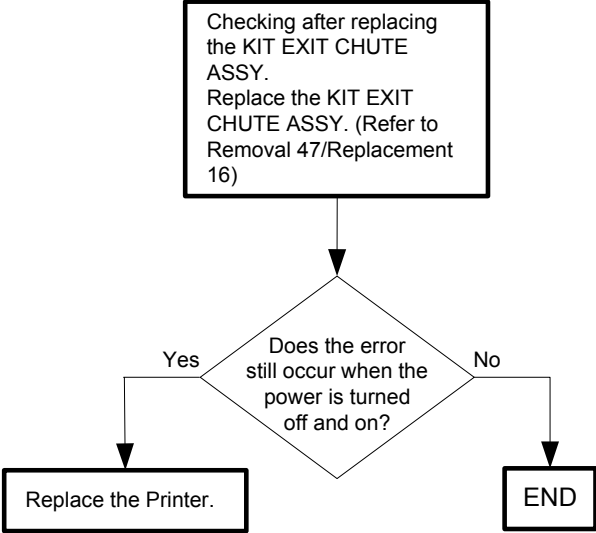 Checking after replacing
the KIT EXIT CHUTE
ASSY.
Replace the KIT EXIT
CHUTE ASSY. (Refer to
Removal 47/Replacement
16)
Does the error
still occur when the
power is turned
off and on?
Yes
No
Replace the Printer.
END